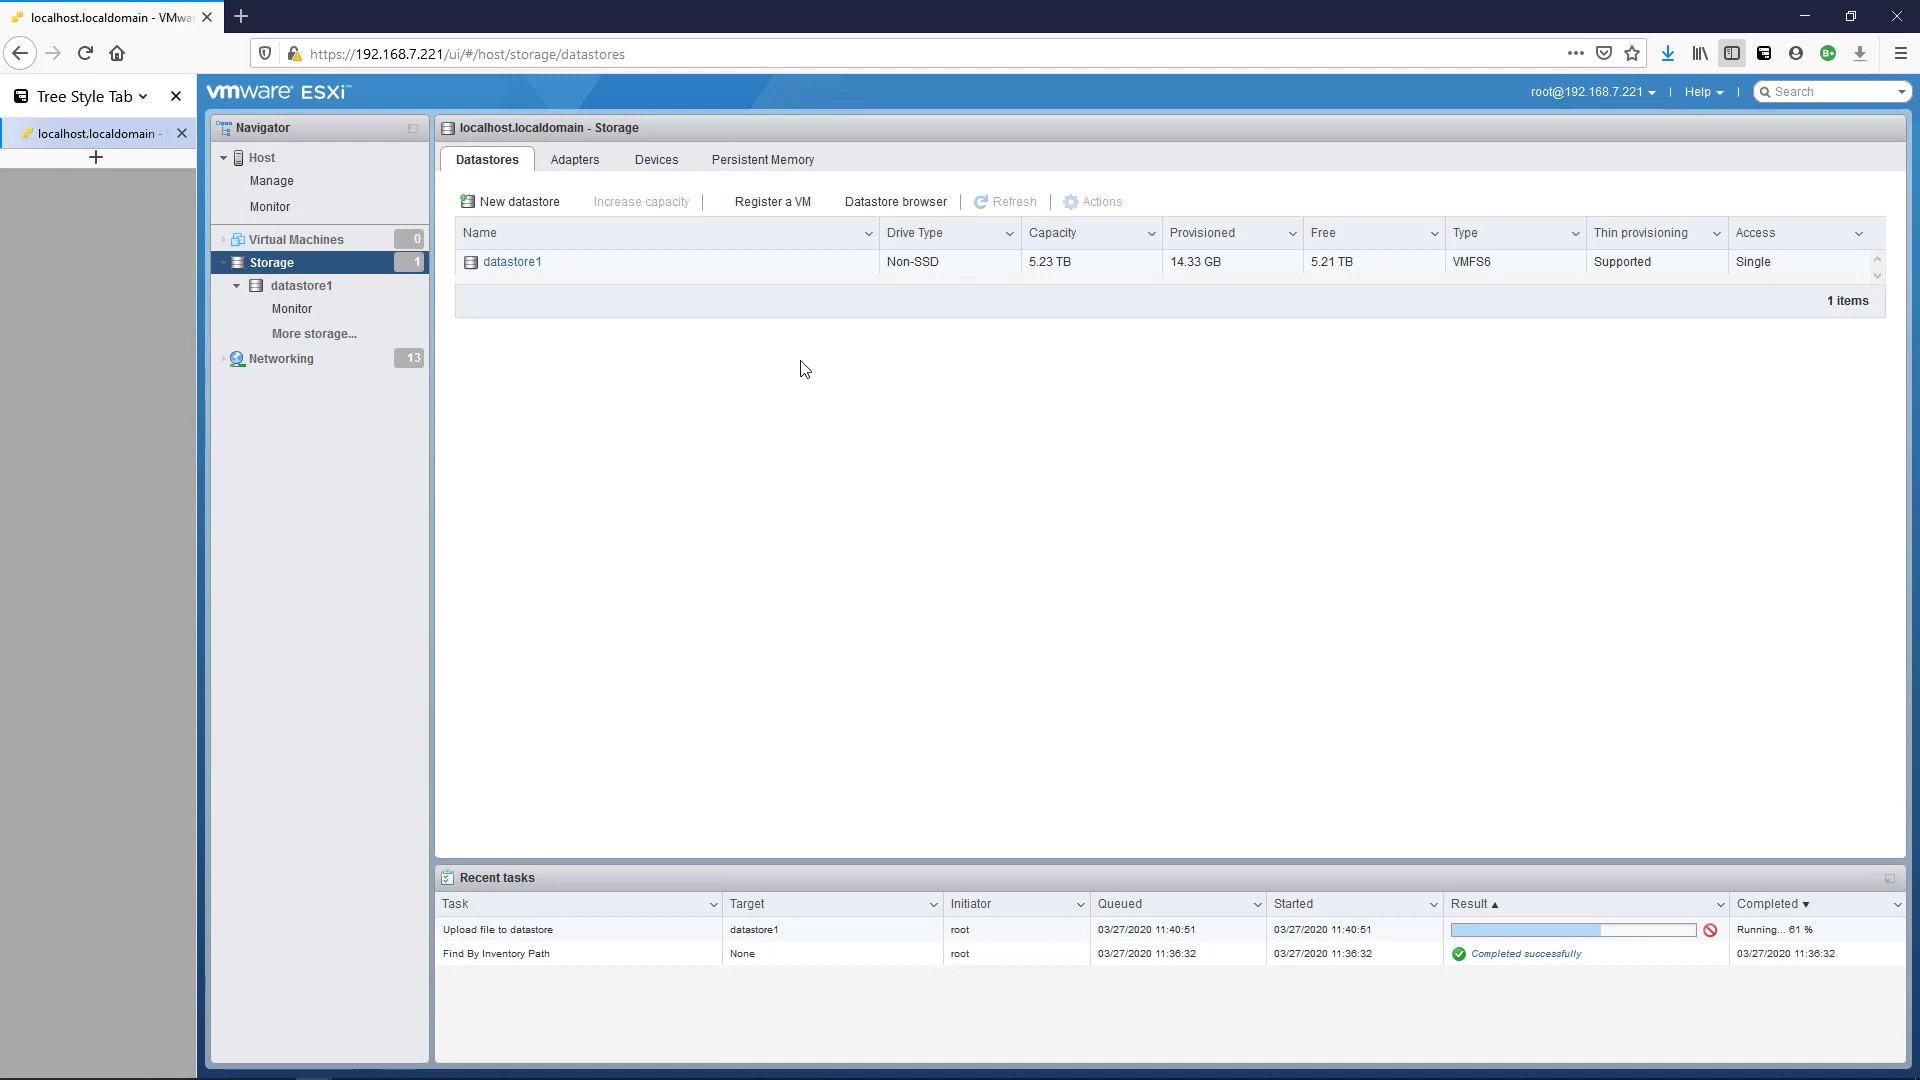 localhost.localdomain - VMwa
https://192.168.7.221/ui/#/host/storage/datastores
Tree Style Tab
localhost.localdomain -
vmware ESXi™
root@192.168.7.221 | Help | Search
Navigator
Host
Manage
Monitor
Virtual Machines 0
Storage 1
datastore1
Monitor
More storage...
Networking 13
localhost.localdomain - Storage
Datastores Adapters Devices Persistent Memory
New datastore Increase capacity | Register a VM Datastore browser | Refresh | Actions
Name Drive Type Capacity Provisioned Free Type Thin provisioning Access
datastore1 Non-SSD 5.23 TB 14.33 GB 5.21 TB VMFS6 Supported Single
1 items
Recent tasks
Task Target Initiator Queued Started Result ▲ Completed ▼
Upload file to datastore datastore1 root 03/27/2020 11:40:51 03/27/2020 11:40:51 Running... 61 %
Find By Inventory Path None root 03/27/2020 11:36:32 03/27/2020 11:36:32 Completed successfully 03/27/2020 11:36:32